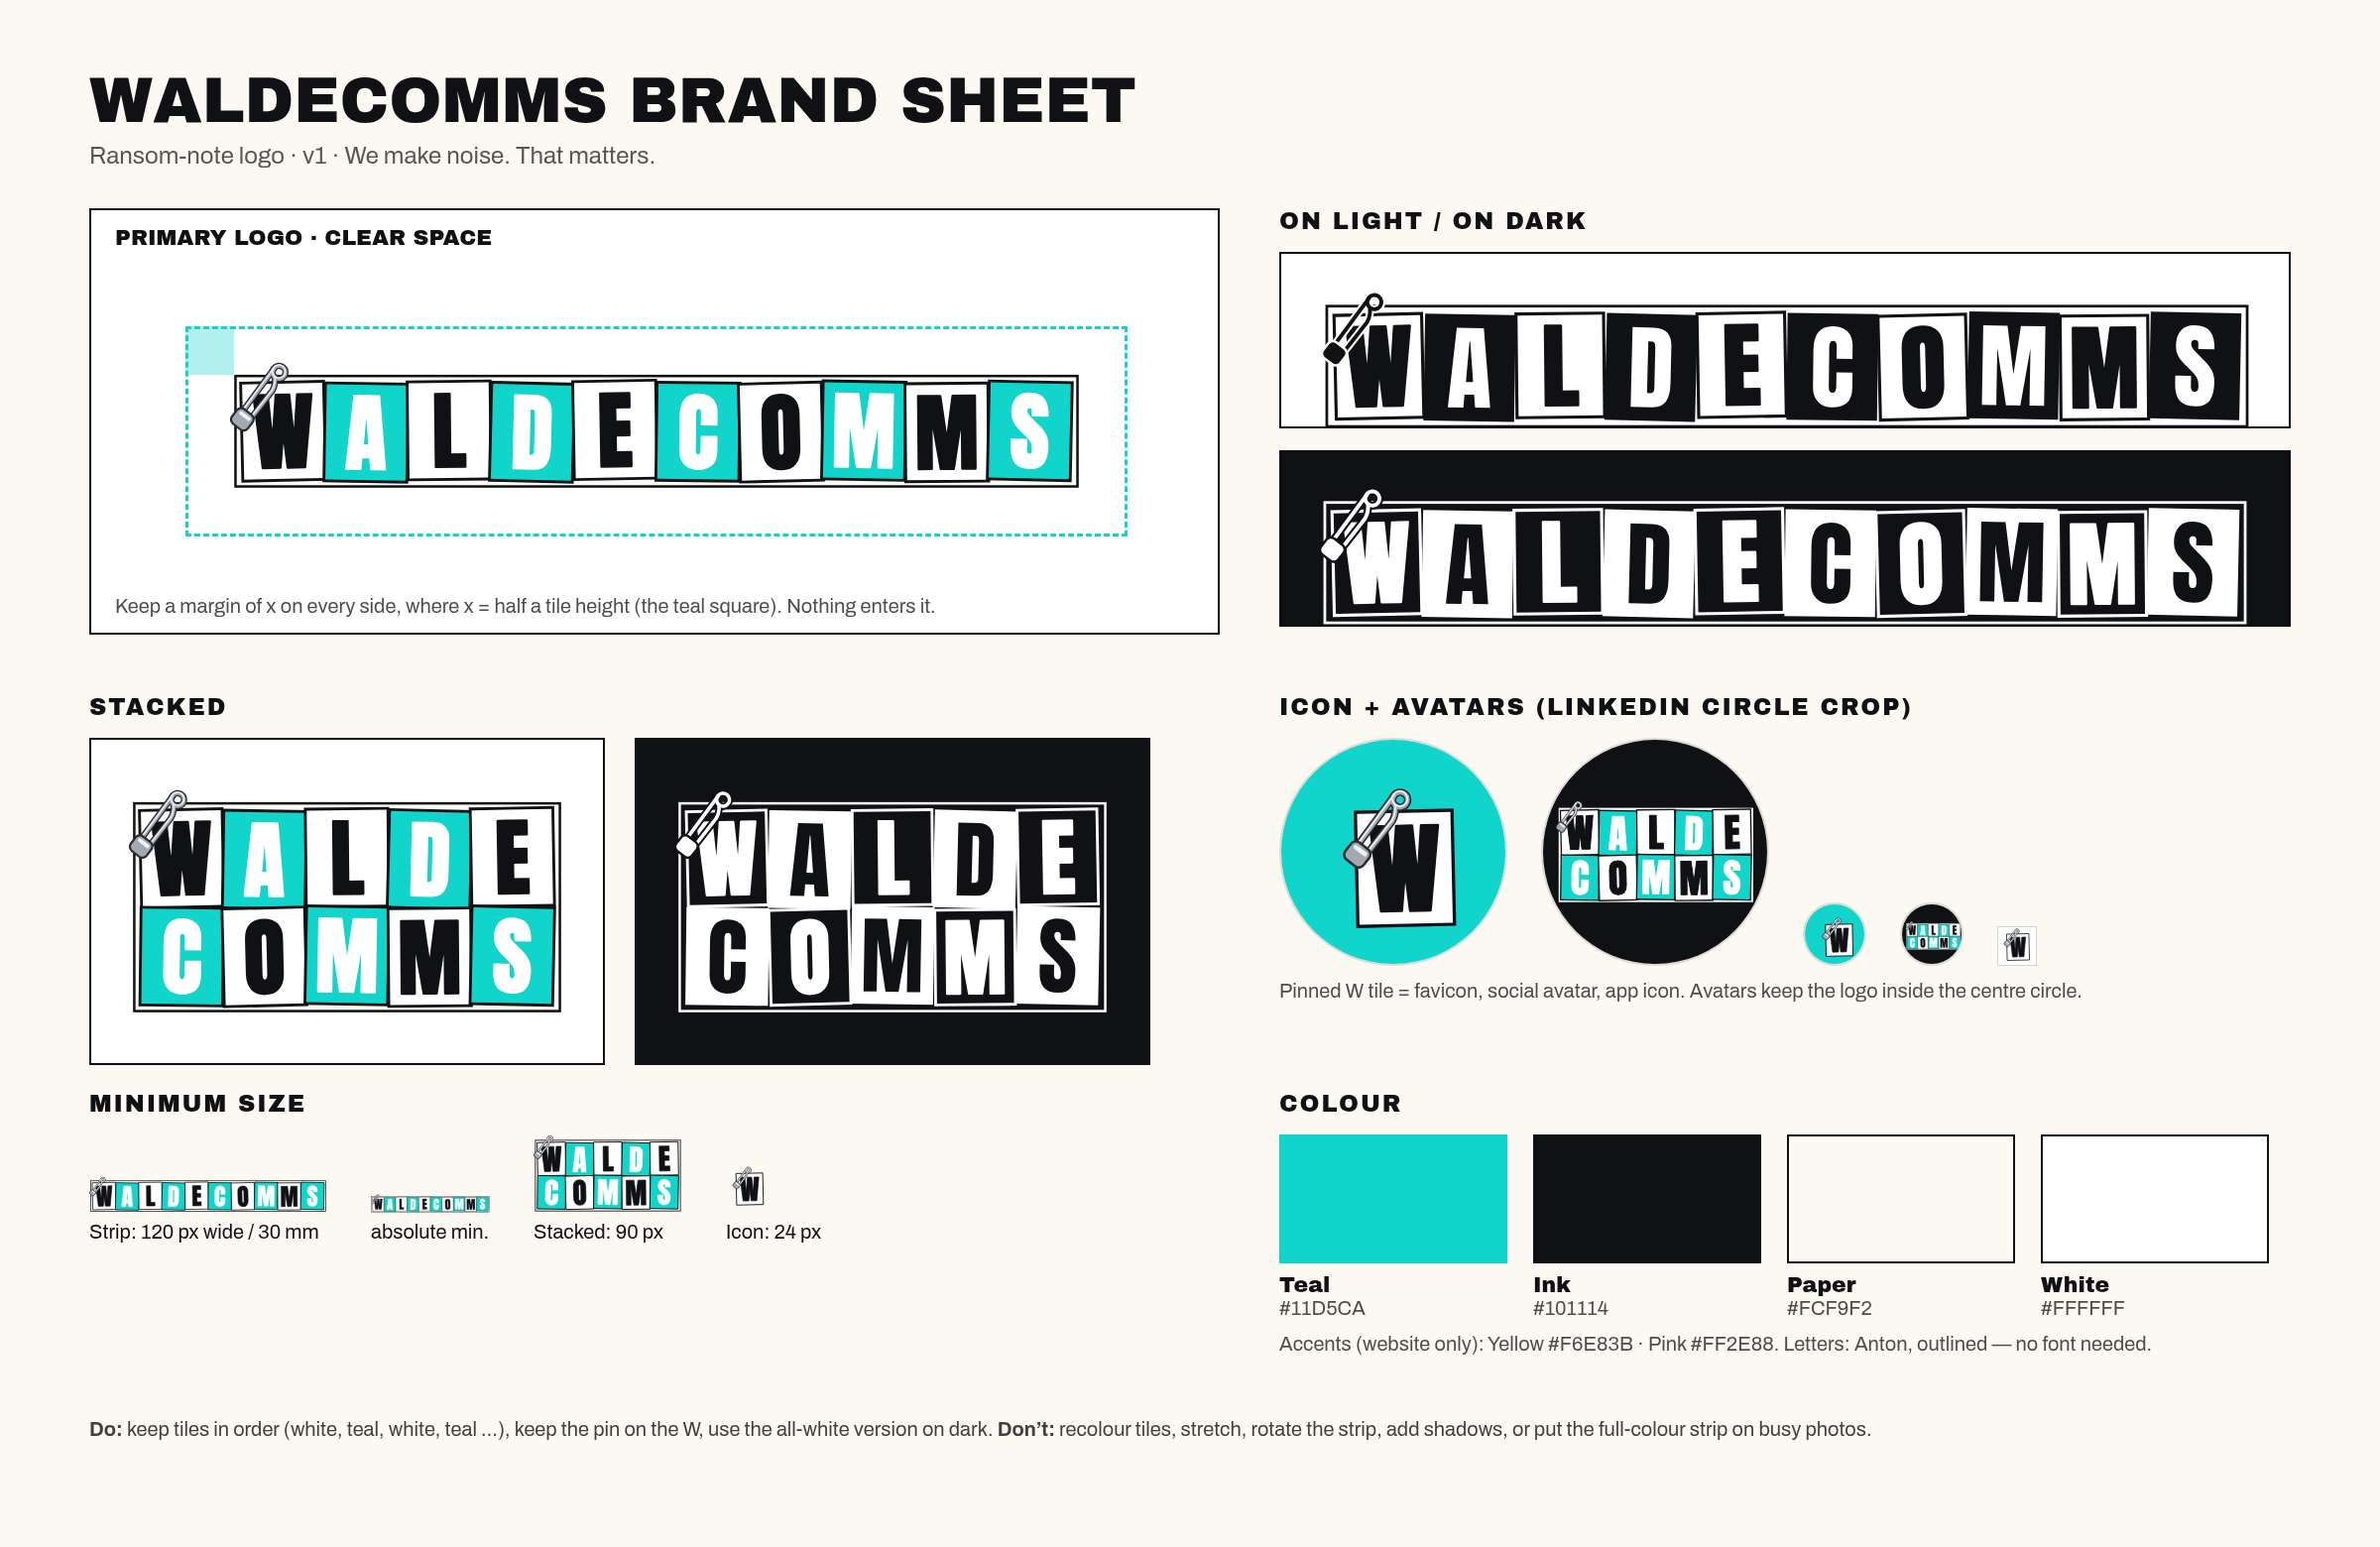 WALDECOMMS BRAND SHEET
Ransom-note logo · v1 · We make noise. That matters.
PRIMARY LOGO · CLEAR SPACE
WALDECOMMS
Keep a margin of x on every side, where x = half a tile height (the teal square). Nothing enters it.
ON LIGHT / ON DARK
WALDECOMMS
WALDECOMMS
STACKED
WALDE
COMMS
WALDE
COMMS
ICON + AVATARS (LINKEDIN CIRCLE CROP)
W
WALDE
COMMS
W
WALDE
COMMS
W
Pinned W tile = favicon, social avatar, app icon. Avatars keep the logo inside the centre circle.
MINIMUM SIZE
WALDECOMMS
Strip: 120 px wide / 30 mm
WALDECOMMS
absolute min.
WALDE
COMMS
Stacked: 90 px
W
Icon: 24 px
COLOUR
Teal
#11D5CA
Ink
#101114
Paper
#FCF9F2
White
#FFFFFF
Accents (website only): Yellow #F6E83B · Pink #FF2E88. Letters: Anton, outlined — no font needed.
Do: keep tiles in order (white, teal, white, teal ...), keep the pin on the W, use the all-white version on dark. Don’t: recolour tiles, stretch, rotate the strip, add shadows, or put the full-colour strip on busy photos.